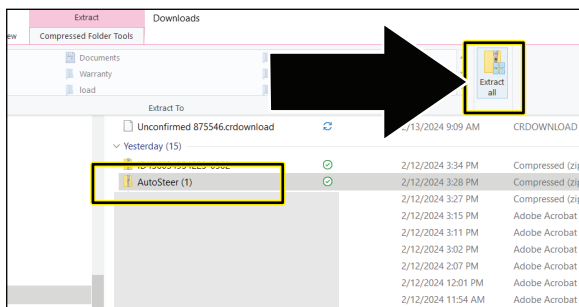 Extract Downloads
ew Compressed Folder Tools
Documents
Warranty
load
Extract
all
Extract To
Unconfirmed 875546.crdownload /13/2024 9:09 AM CRDOWNLOAD
Yesterday (15)
2/12/2024 3:34 PM Compressed (zip
AutoSteer (1) 2/12/2024 3:28 PM Compressed (zip
2/12/2024 3:27 PM Compressed (zip
2/12/2024 3:15 PM Adobe Acrobat
2/12/2024 3:11 PM Adobe Acrobat
2/12/2024 3:02 PM Adobe Acrobat
2/12/2024 2:07 PM Adobe Acrobat
2/12/2024 12:01 PM Adobe Acrobat
2/12/2024 11:54 AM Adobe Acrobat